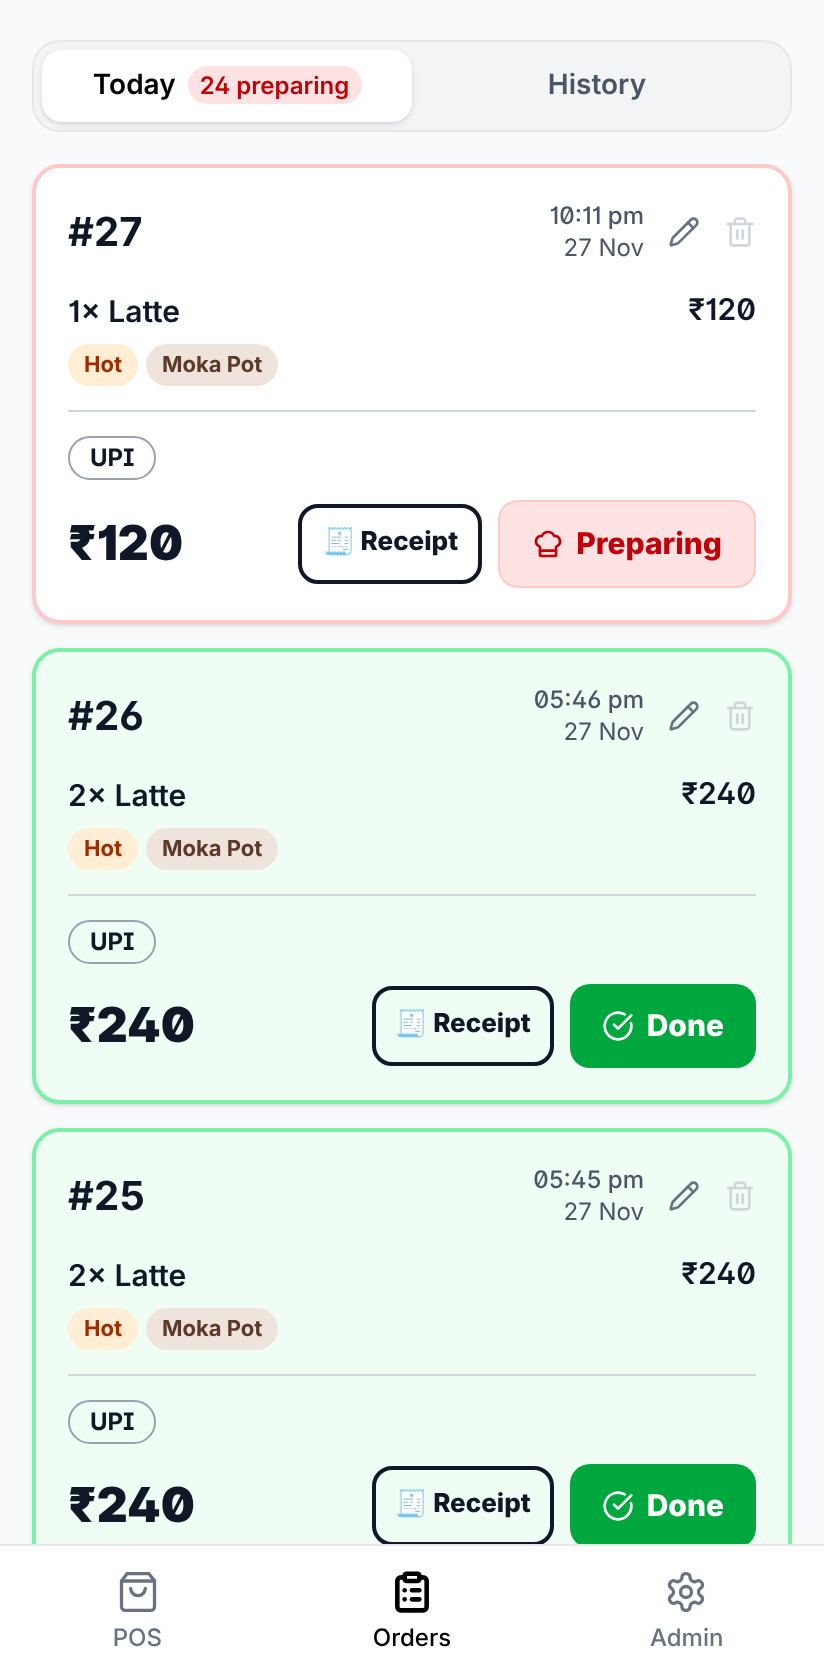 Today 24 preparing History
#27 10:11 pm
27 Nov
1× Latte ₹120
Hot Moka Pot
UPI
₹120 Receipt Preparing
#26 05:46 pm
27 Nov
2× Latte ₹240
Hot Moka Pot
UPI
₹240 Receipt Done
#25 05:45 pm
27 Nov
2× Latte ₹240
Hot Moka Pot
UPI
₹240 Receipt Done
POS Orders Admin